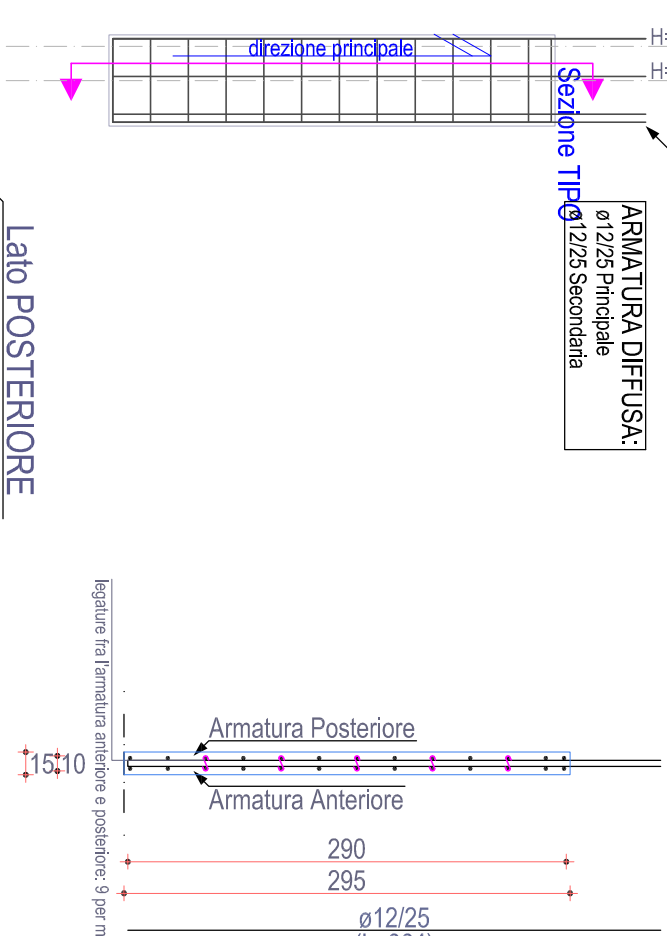 direzione principale
H=
H=
Sezione TIPO
ARMATURA DIFFUSA:
ø12/25 Principale
ø12/25 Secondaria
Lato POSTERIORE
legature fra l'armatura anteriore e posteriore: 9 per m
Armatura Posteriore
15
10
Armatura Anteriore
290
295
ø12/25